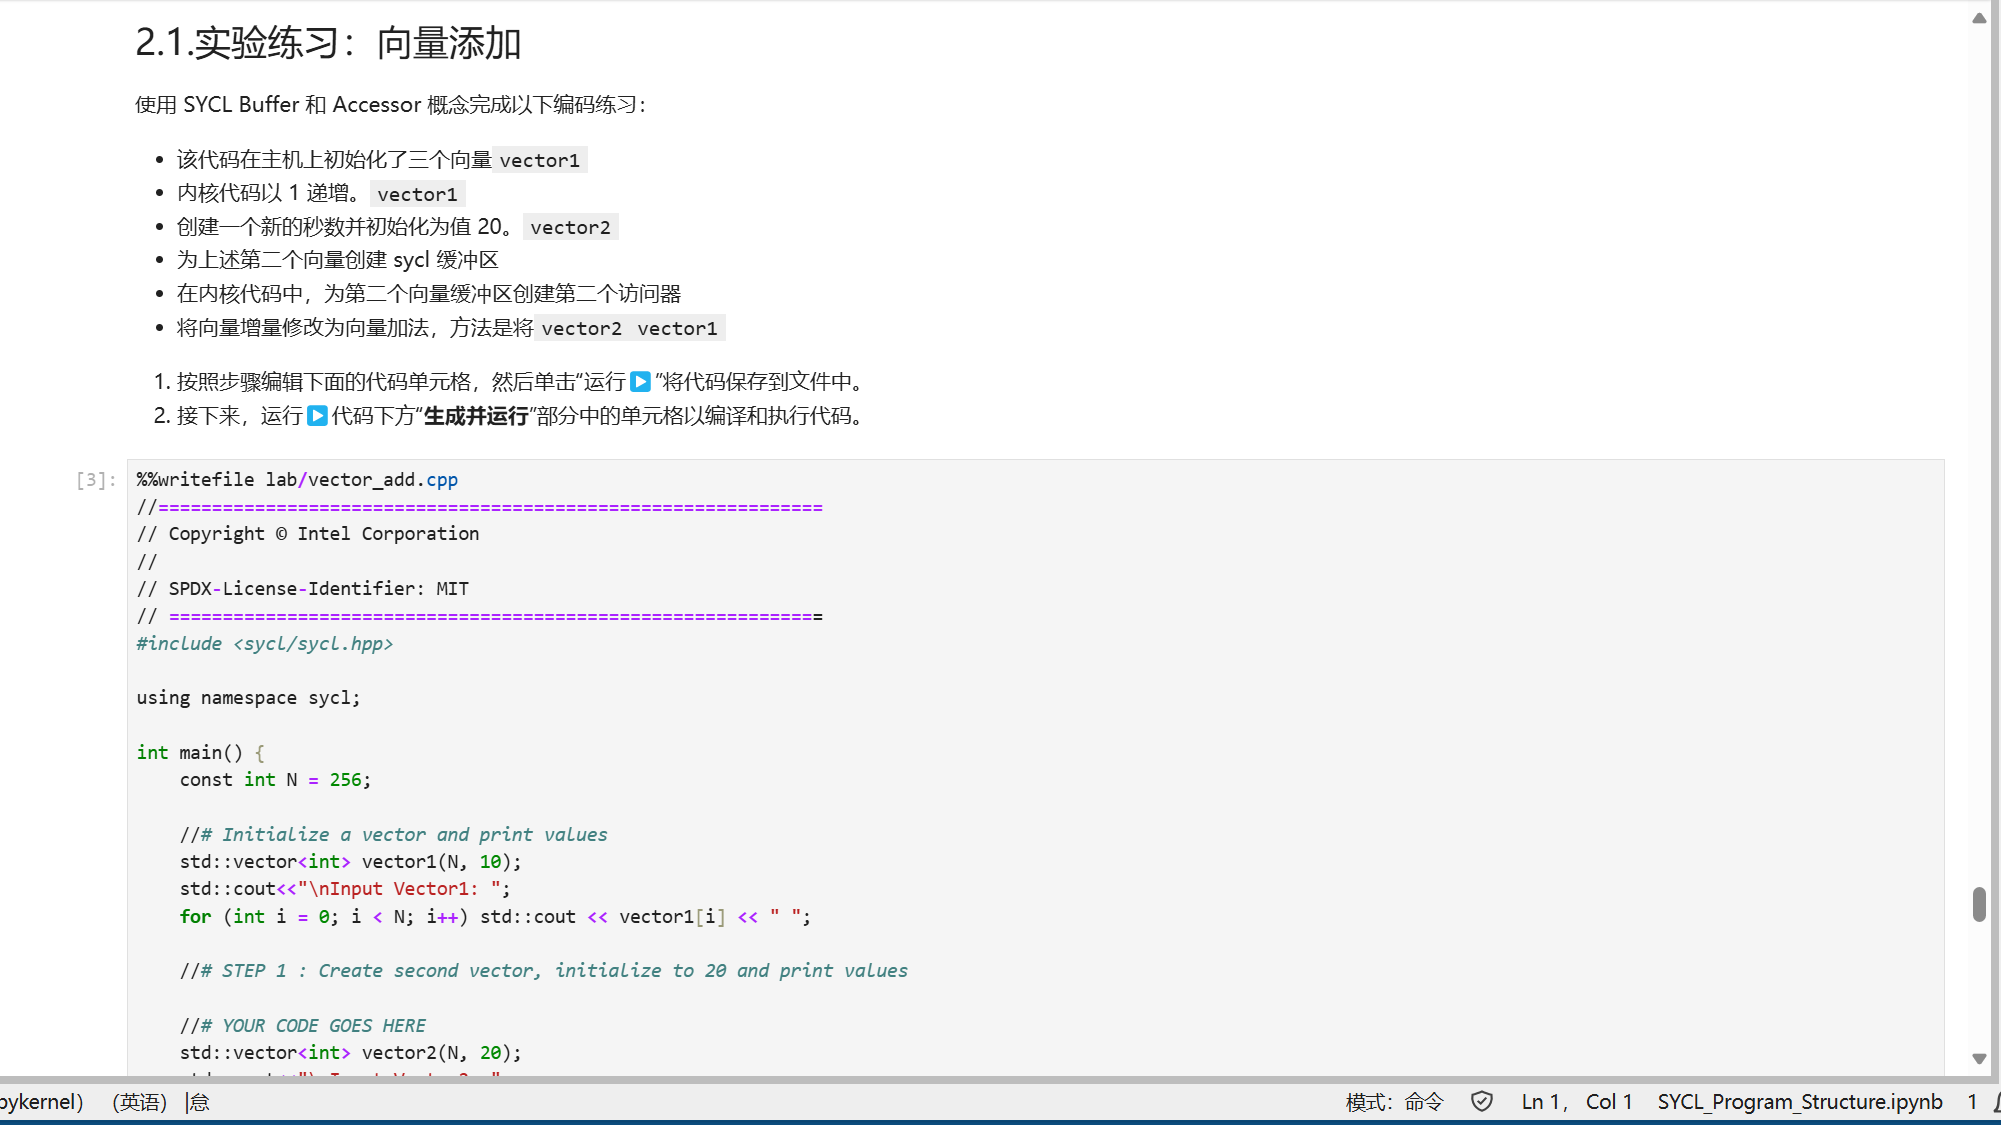 2.1.实验练习：向量添加
使用 SYCL Buffer 和 Accessor 概念完成以下编码练习：
• 该代码在主机上初始化了三个向量 vector1
• 内核代码以 1 递增。 vector1
• 创建一个新的秒数并初始化为值 20。 vector2
• 为上述第二个向量创建 sycl 缓冲区
• 在内核代码中，为第二个向量缓冲区创建第二个访问器
• 将向量增量修改为向量加法，方法是将 vector2 vector1
1. 按照步骤编辑下面的代码单元格，然后单击“运行▶”将代码保存到文件中。
2. 接下来，运行▶代码下方“生成并运行”部分中的单元格以编译和执行代码。
[3]:
%%writefile lab/vector_add.cpp
//==============================================================
// Copyright © Intel Corporation
//
// SPDX-License-Identifier: MIT
// =============================================================
#include <sycl/sycl.hpp>
using namespace sycl;
int main() {
const int N = 256;
//# Initialize a vector and print values
std::vector<int> vector1(N, 10);
std::cout<<"\nInput Vector1: ";
for (int i = 0; i < N; i++) std::cout << vector1[i] << " ";
//# STEP 1 : Create second vector, initialize to 20 and print values
//# YOUR CODE GOES HERE
std::vector<int> vector2(N, 20);
pykernel） (英语) |怠 模式：命令 Ln 1， Col 1 SYCL_Program_Structure.ipynb 1